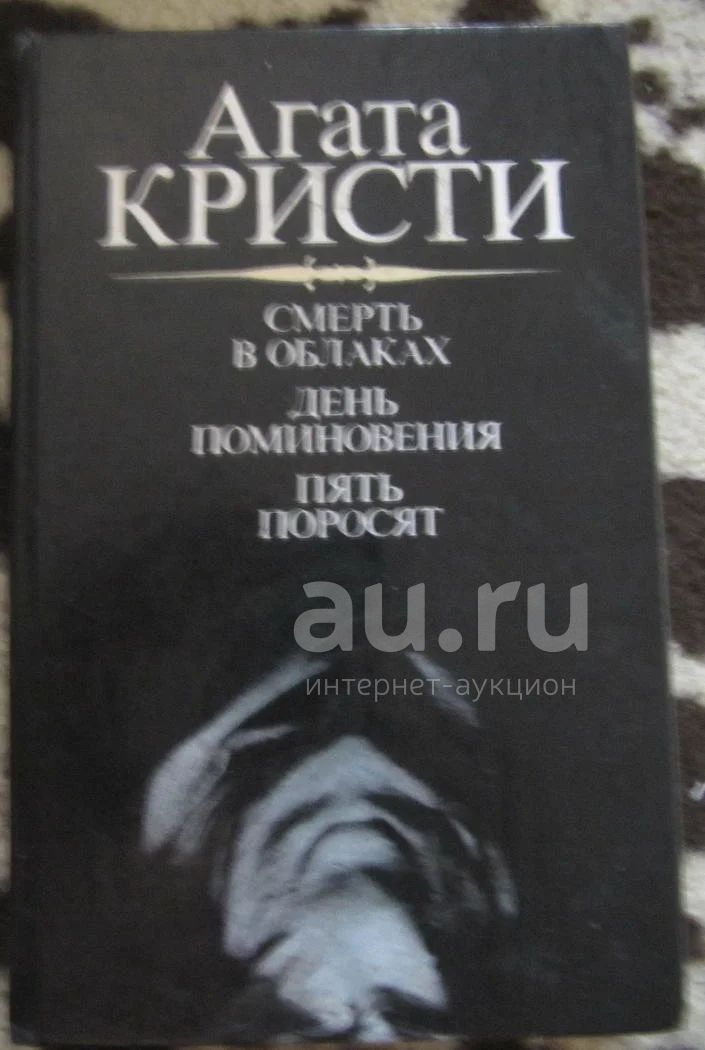 Агата
КРИСТИ
СМЕРТЬ
В ОБЛАКАХ
ДЕНЬ
ПОМИНОВЕНИЯ
ПЯТЬ
ПОРОСЯТ
au.ru
интернет-аукцион